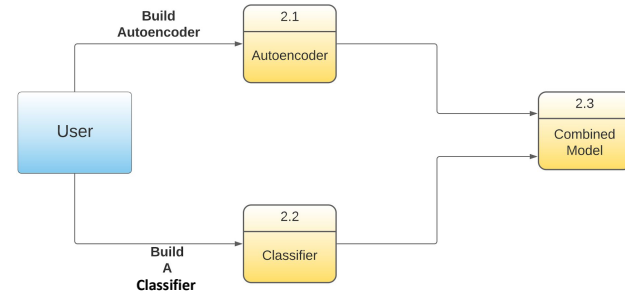 Build
Autoencoder
2.1
Autoencoder
User
2.3
Combined
Model
2.2
Classifier
Build
A
Classifier